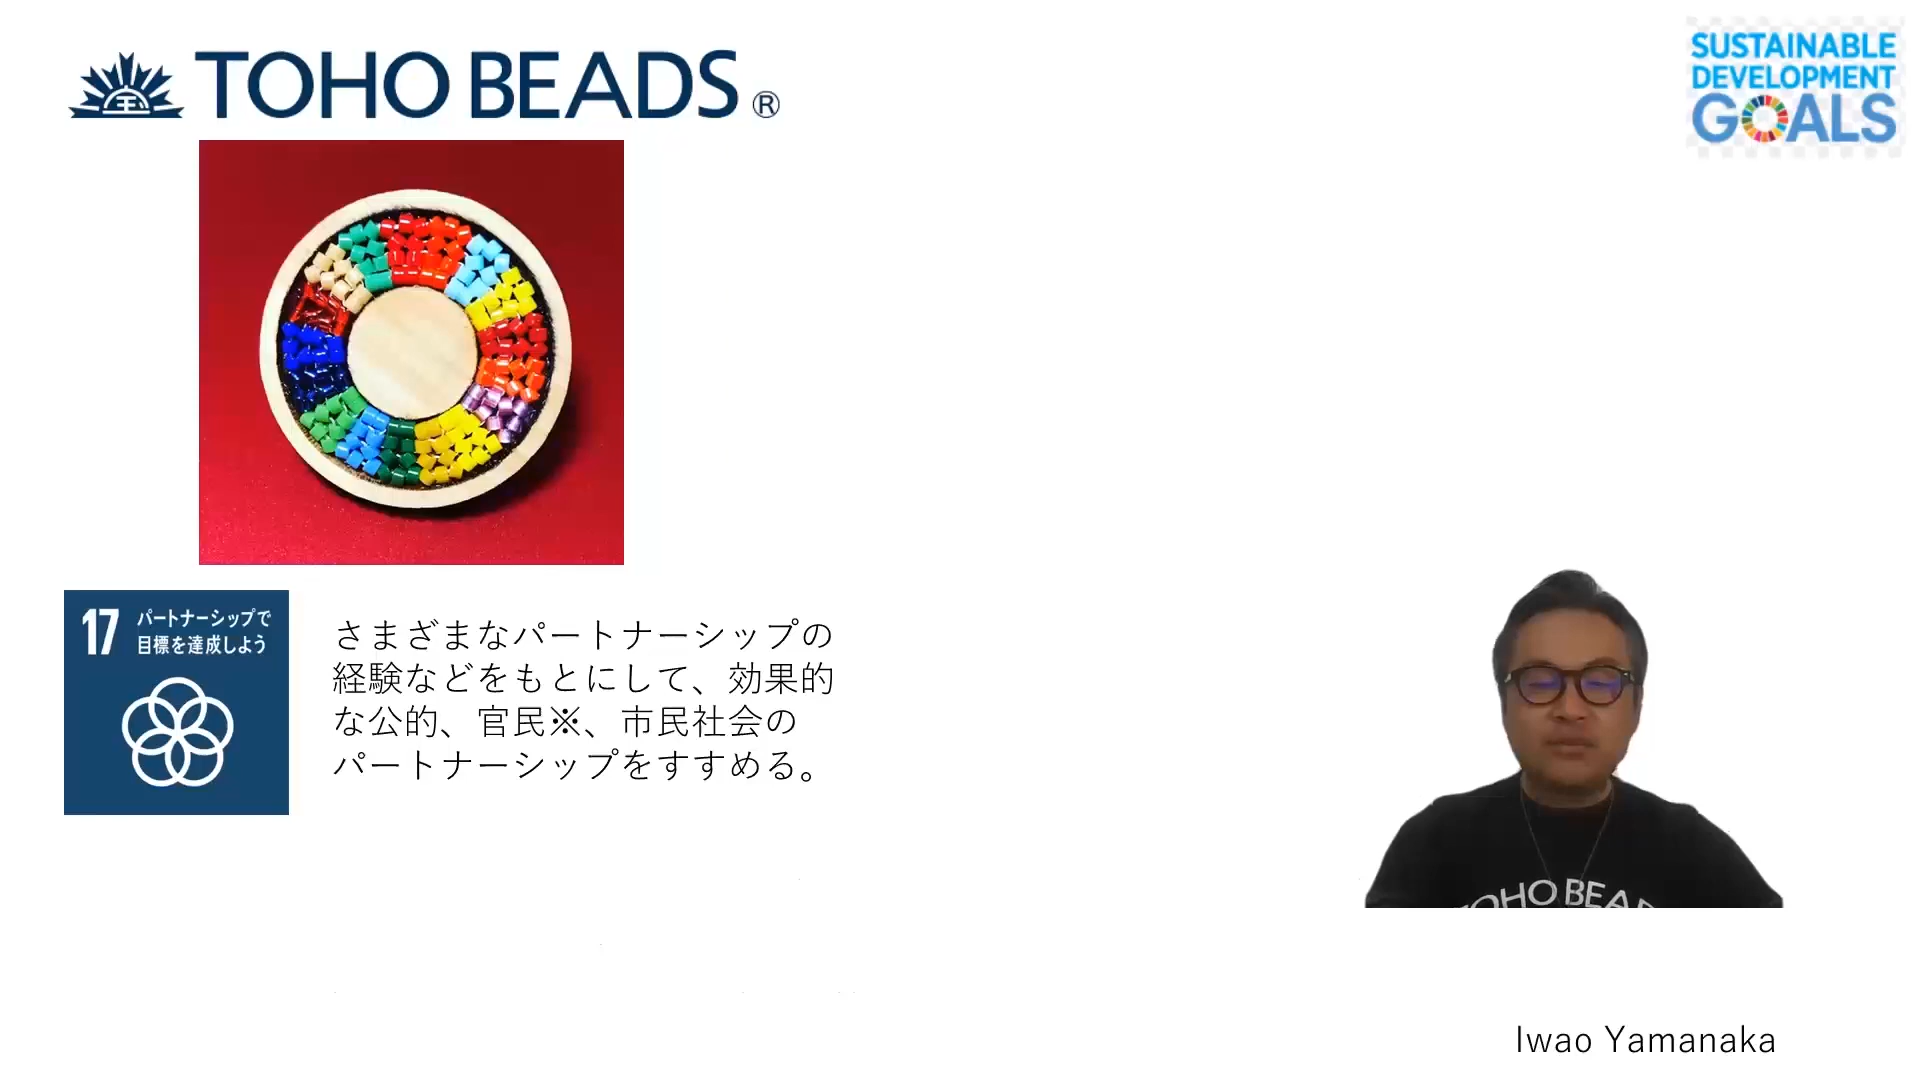 TOHO BEADS ®
SUSTAINABLE
DEVELOPMENT
GOALS
17 パートナーシップで
目標を達成しよう
さまざまなパートナーシップの
経験などをもとにして、効果的
な公的、官民※、市民社会の
パートナーシップをすすめる。
TOHO BEA
Iwao Yamanaka